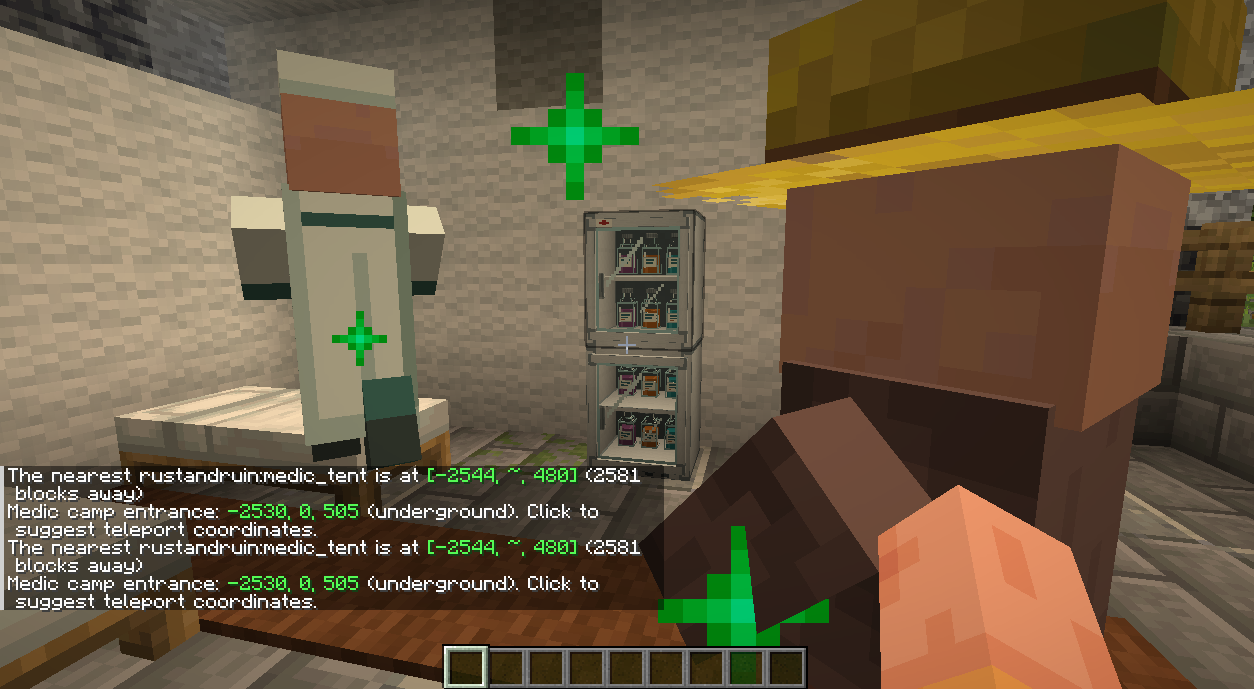 The nearest rustandruin:medic_tent is at [-2544, ~, 480] (2581
blocks away)
Medic camp entrance: -2530, 0, 505 (underground). Click to
suggest teleport coordinates.
The nearest rustandruin:medic_tent is at [-2544, ~, 480] (2581
blocks away)
Medic camp entrance: -2530, 0, 505 (underground). Click to
suggest teleport coordinates.